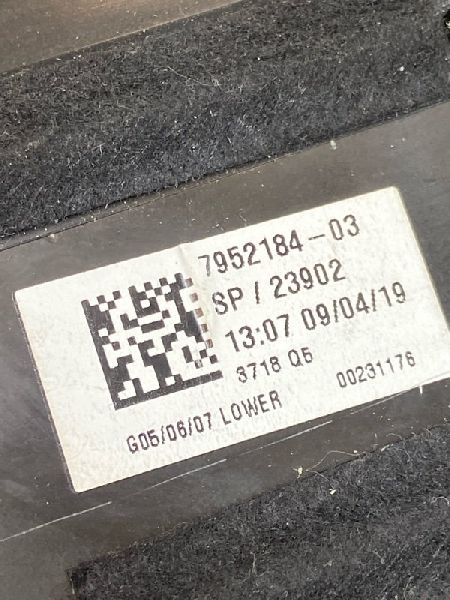 7952184-03
SP / 23902
13:07 09/04/19
3718 Q5
G05/06/07 LOWER 00231176